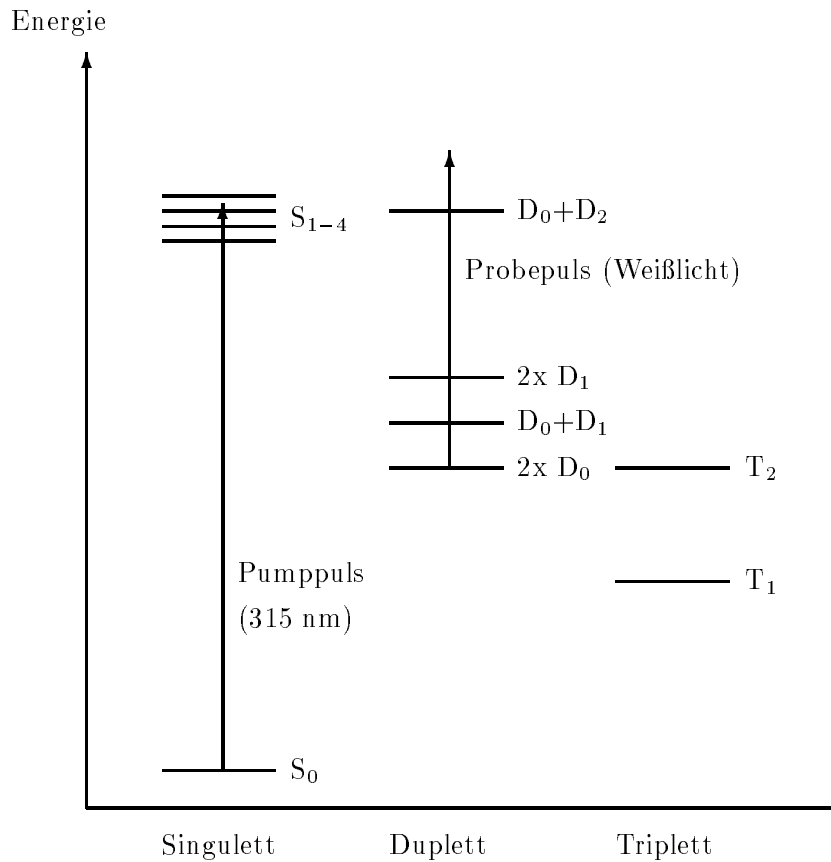 Energie
S₁₋₄
D₀+D₂
Probepuls (Weißlicht)
2x D₁
D₀+D₁
2x D₀
T₂
Pumppuls
(315 nm)
T₁
S₀
Singulett Duplett Triplett